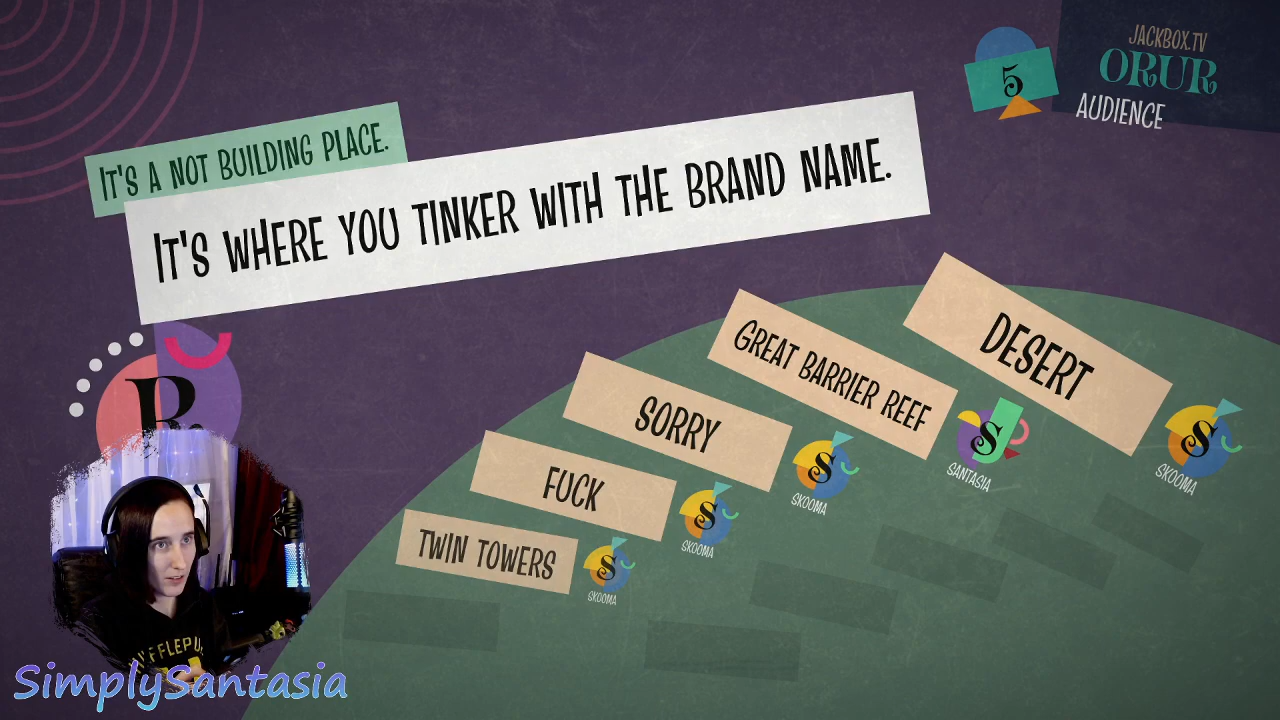 JACKBOX.TV
ORUR
AUDIENCE
5
IT'S A NOT BUILDING PLACE.
IT'S WHERE YOU TINKER WITH THE BRAND NAME.
DESERT
S
SKOOMA
GREAT BARRIER REEF
S
SANTASIA
SORRY
S
SKOOMA
FUCK
S
SKOOMA
TWIN TOWERS
S
SKOOMA
R
SimplySantasia